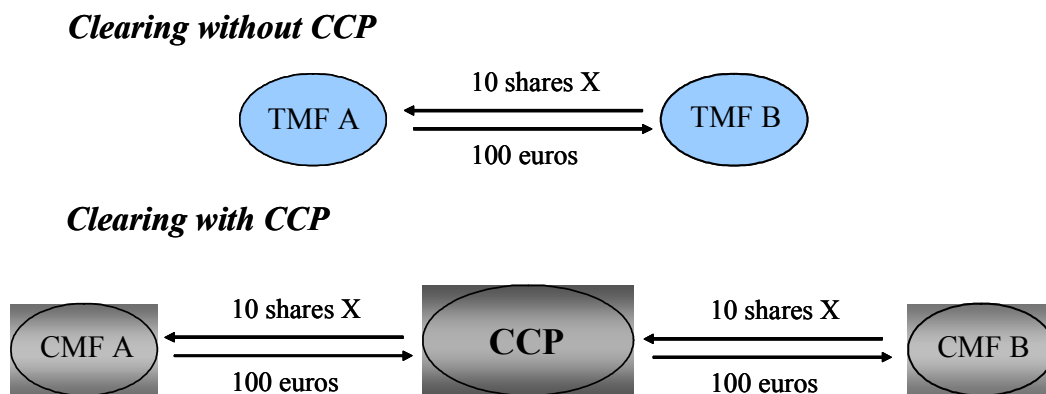 Clearing without CCP
10 shares X
TMF A
TMF B
100 euros
Clearing with CCP
10 shares X
10 shares X
CMF A
CCP
CMF B
100 euros
100 euros